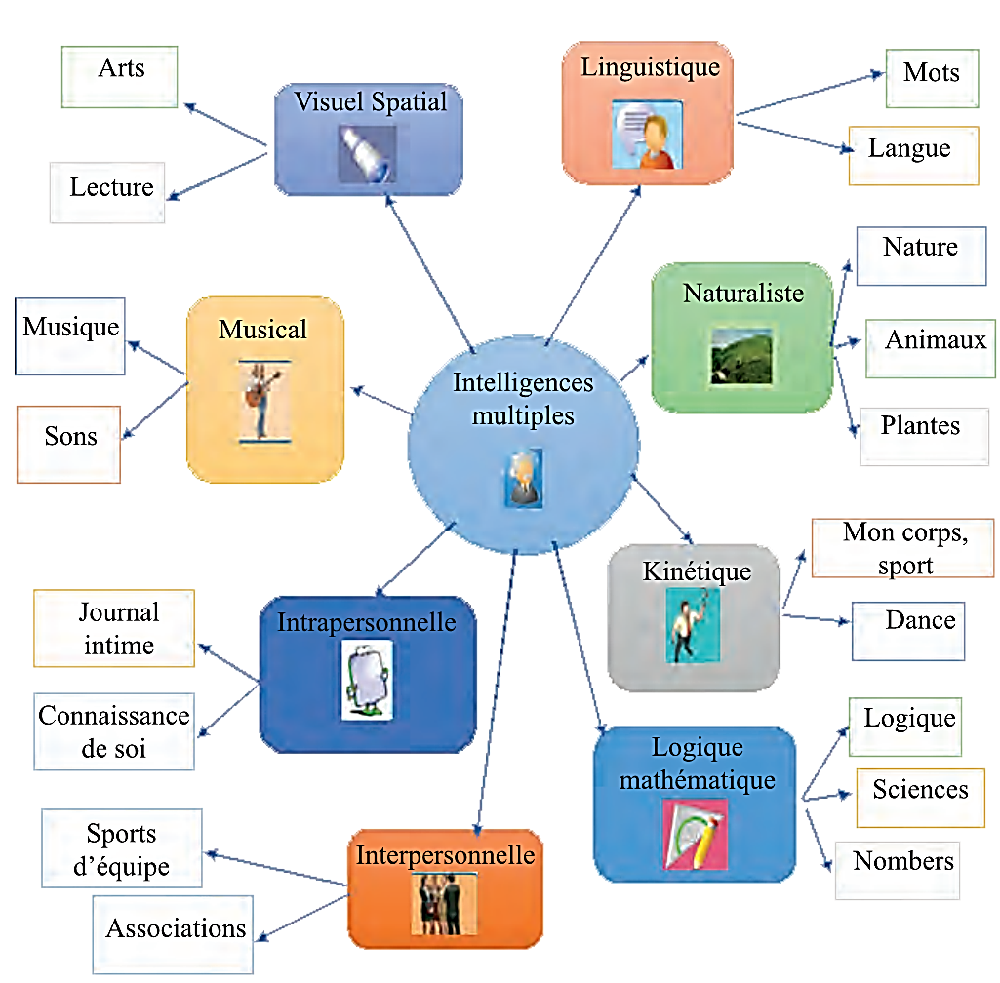 Intelligences
multiples
Visuel Spatial
Arts
Lecture
Linguistique
Mots
Langue
Naturaliste
Nature
Animaux
Plantes
Musical
Musique
Sons
Kinétique
Mon corps,
sport
Dance
Intrapersonnelle
Journal
intime
Connaissance
de soi
Logique
mathématique
Logique
Sciences
Nombers
Interpersonnelle
Sports
d'équipe
Associations